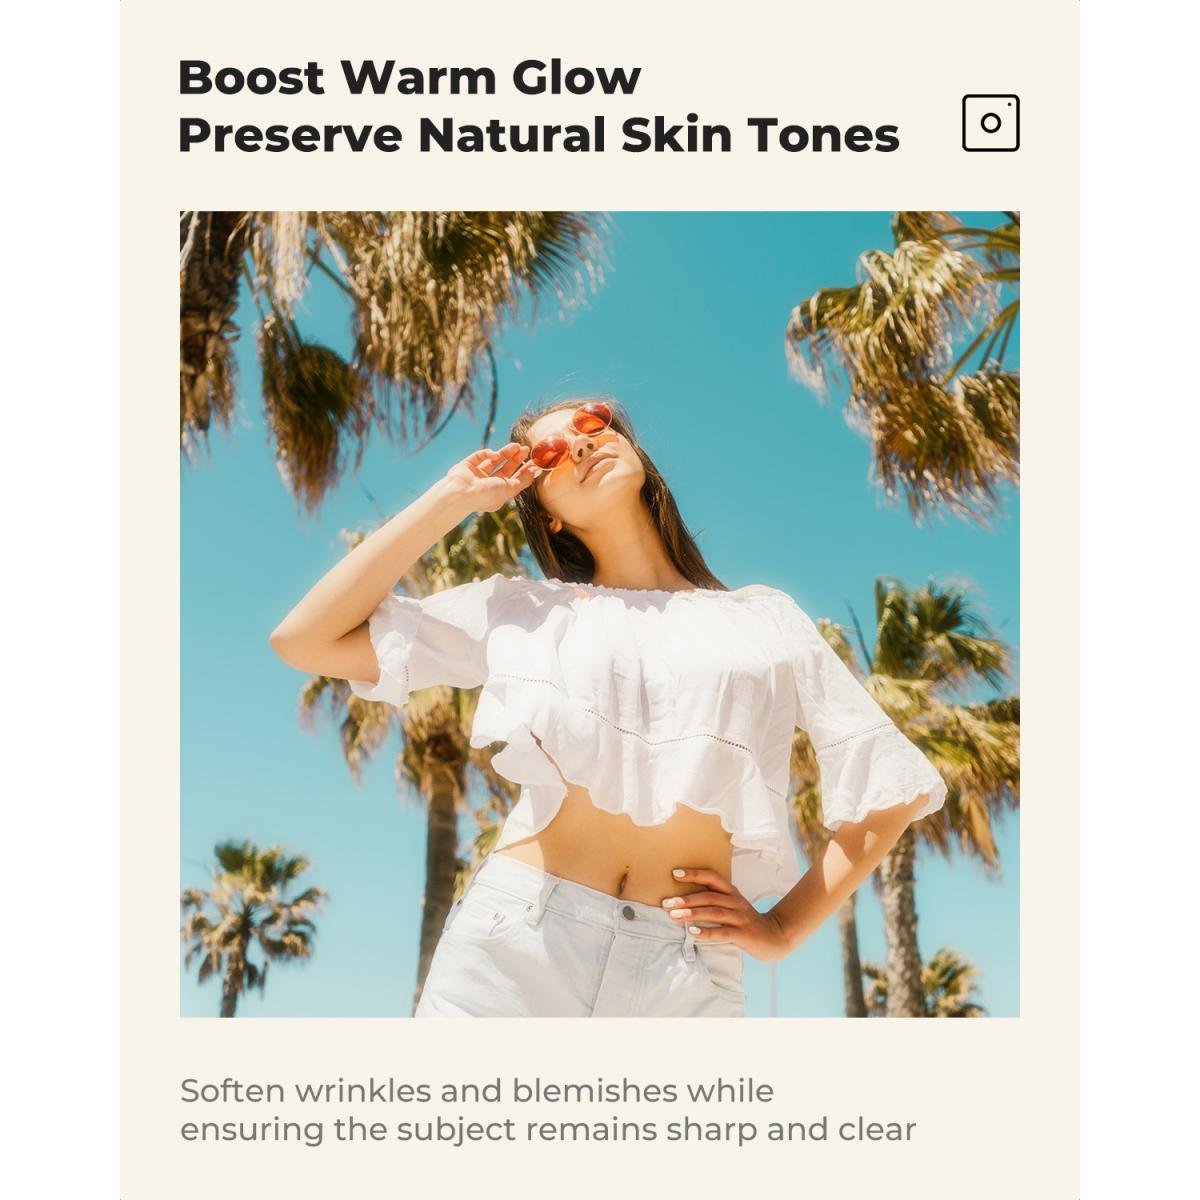 Boost Warm Glow
Preserve Natural Skin Tones
Soften wrinkles and blemishes while
ensuring the subject remains sharp and clear